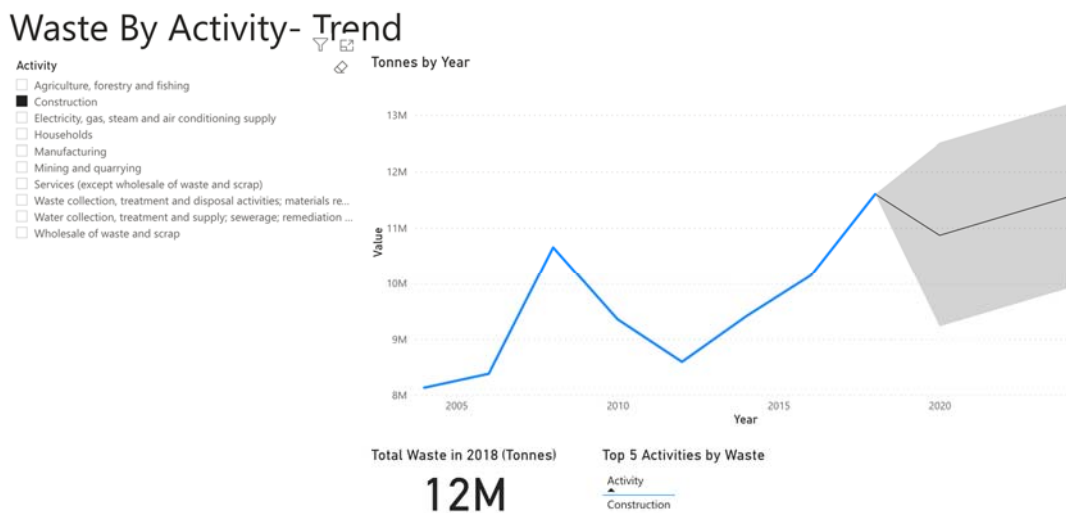 Waste By Activity- Trend
Activity
Agriculture, forestry and fishing
Construction
Electricity, gas, steam and air conditioning supply
Households
Manufacturing
Mining and quarrying
Services (except wholesale of waste and scrap)
Waste collection, treatment and disposal activities; materials re...
Water collection, treatment and supply; sewerage; remediation ...
Wholesale of waste and scrap
Tonnes by Year
13M
12M
11M
10M
9M
8M
Value
2005 2010 2015 2020
Year
Total Waste in 2018 (Tonnes)
12M
Top 5 Activities by Waste
Activity
Construction